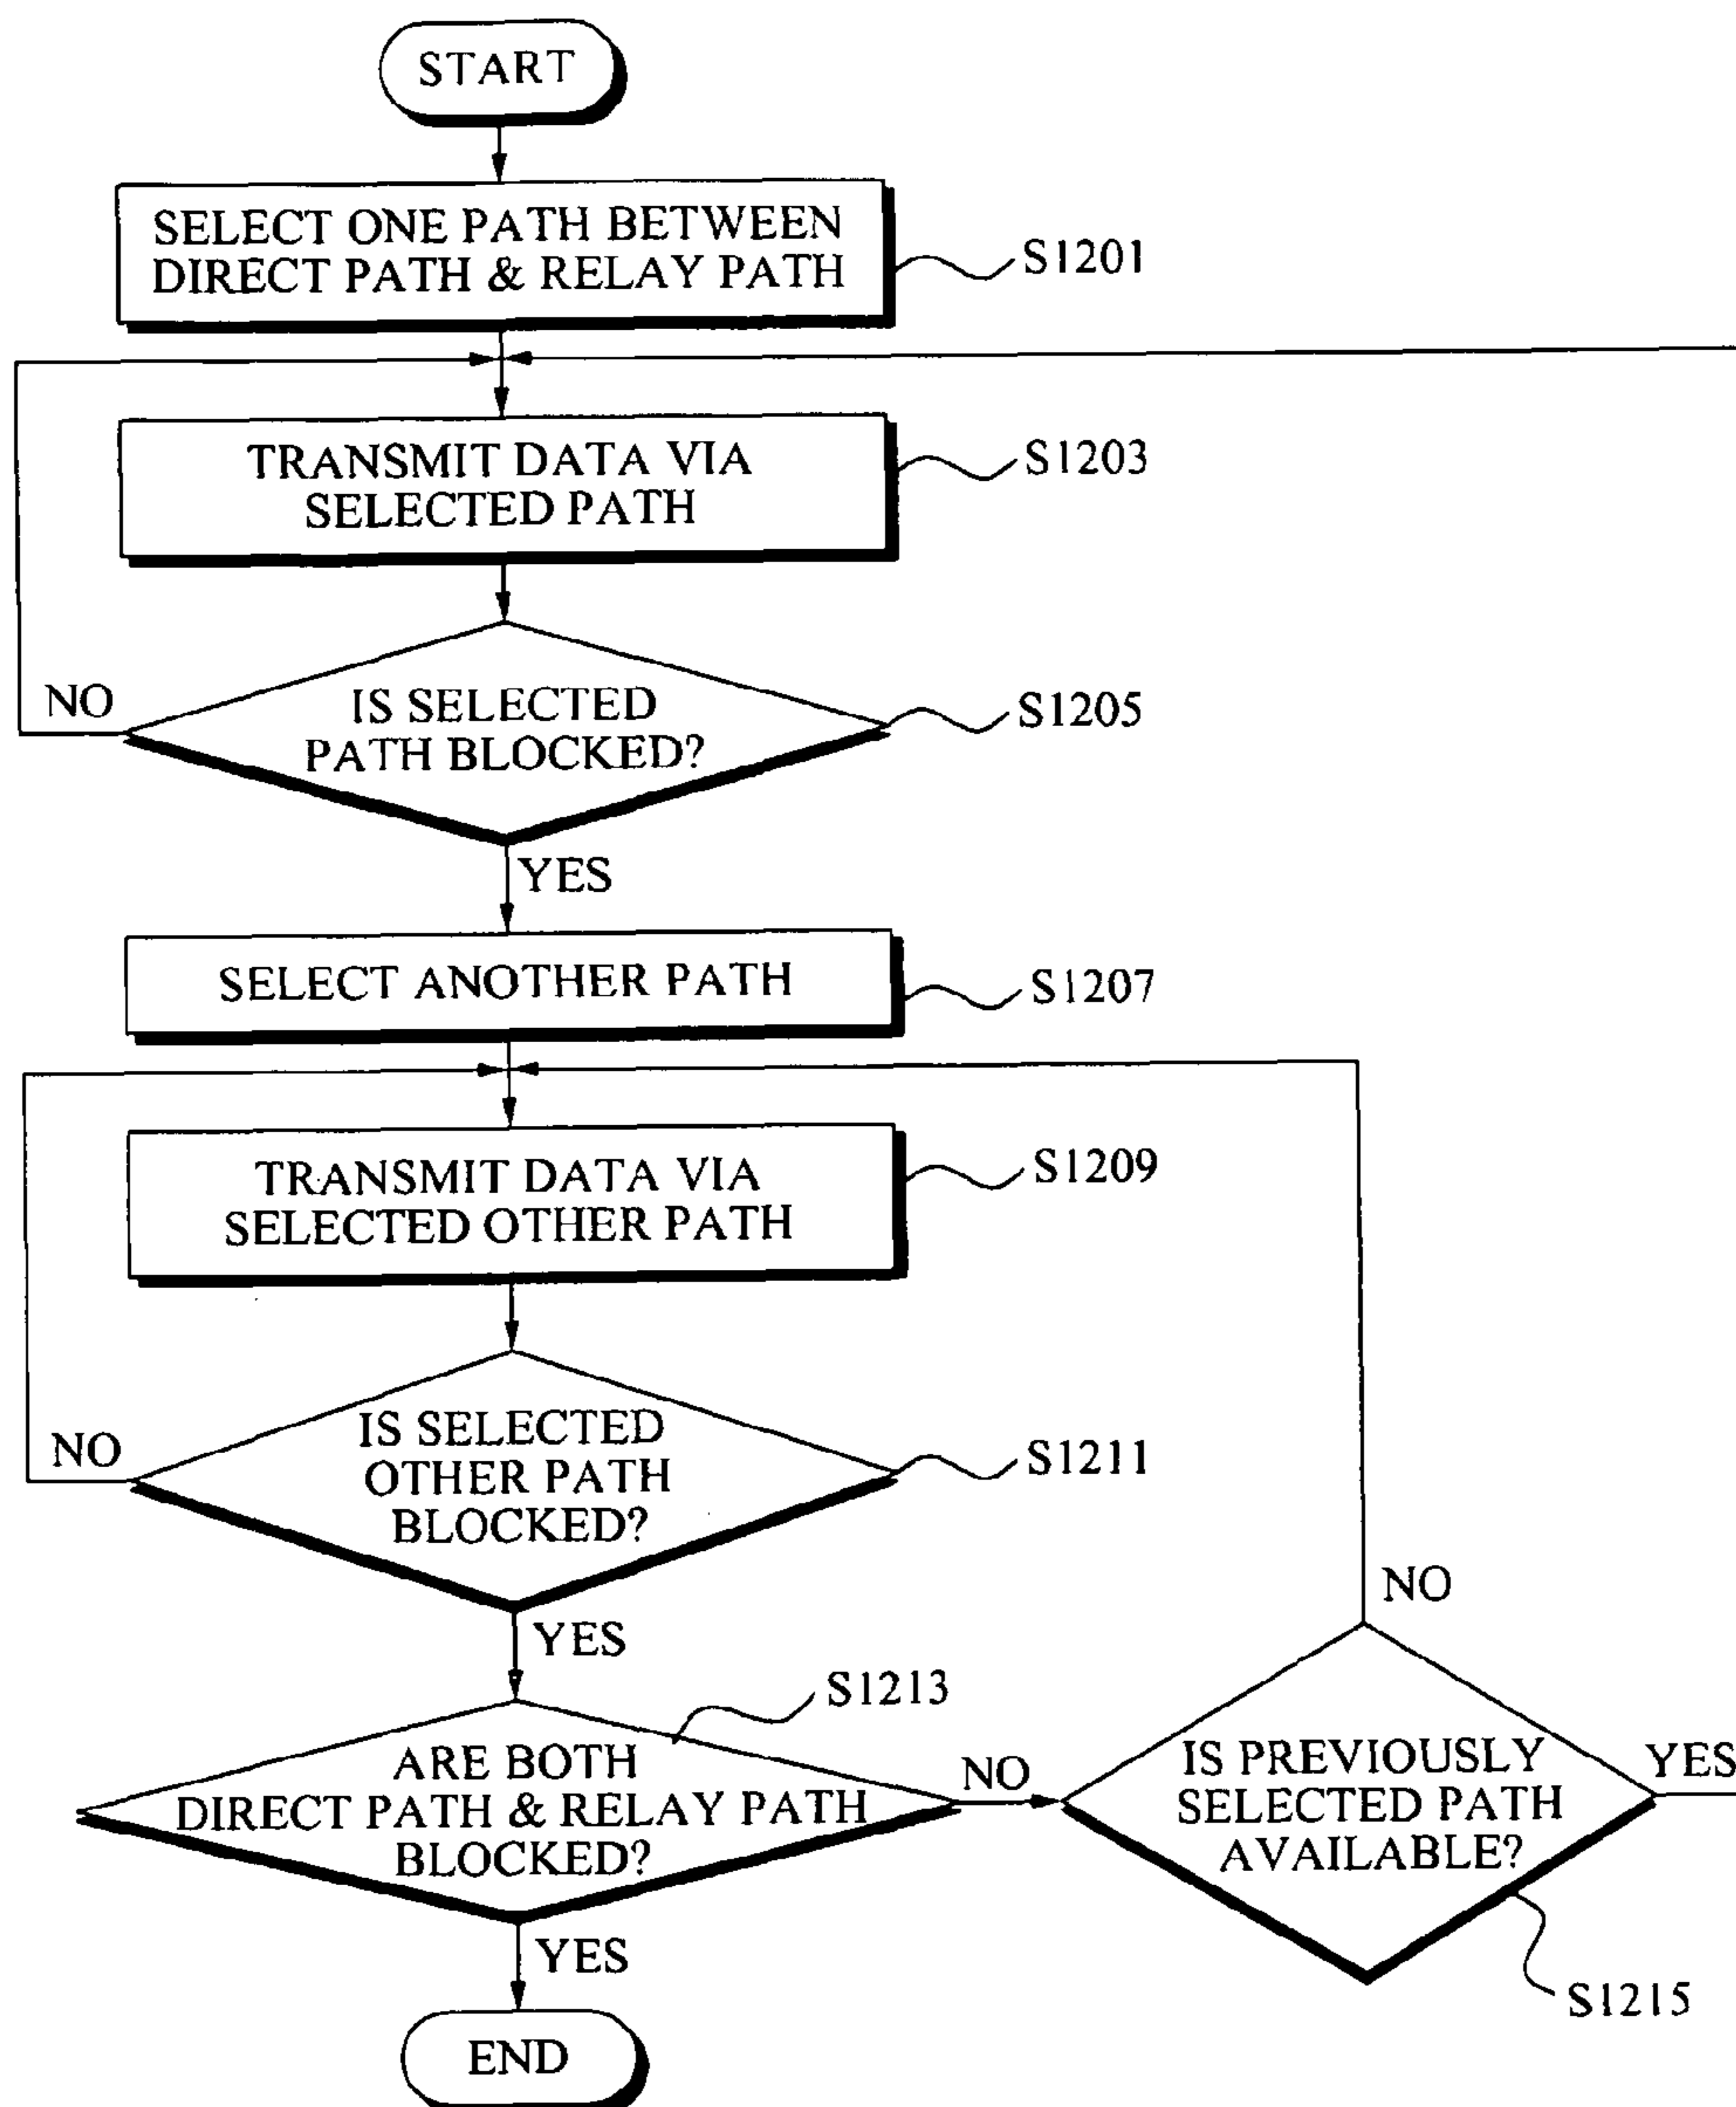 START
SELECT ONE PATH BETWEEN
DIRECT PATH & RELAY PATH
S1201
TRANSMIT DATA VIA
SELECTED PATH
S1203
IS SELECTED
PATH BLOCKED?
S1205
NO
YES
SELECT ANOTHER PATH
S1207
TRANSMIT DATA VIA
SELECTED OTHER PATH
S1209
IS SELECTED
OTHER PATH
BLOCKED?
S1211
NO
YES
S1213
ARE BOTH
DIRECT PATH & RELAY PATH
BLOCKED?
NO
YES
IS PREVIOUSLY
SELECTED PATH
AVAILABLE?
NO
YES
S1215
END